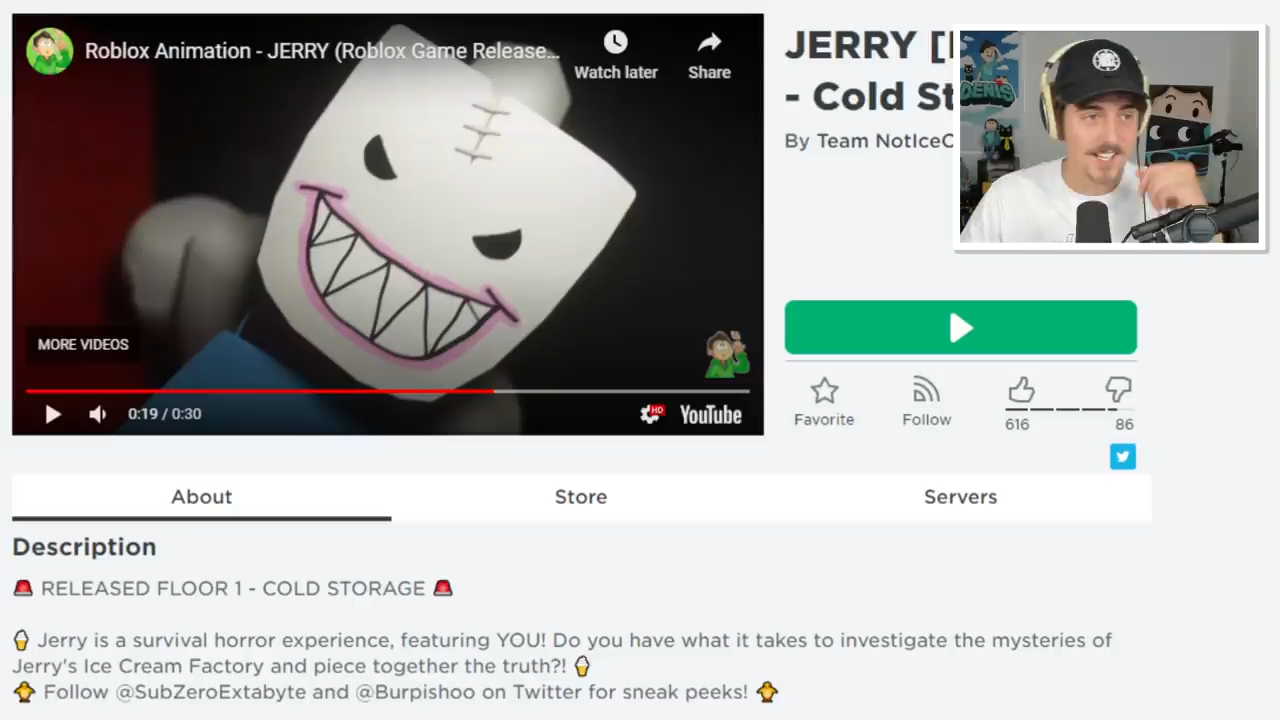 Roblox Animation - JERRY (Roblox Game Release...
Watch later
Share
MORE VIDEOS
0:19 / 0:30
HD
YouTube
JERRY [
- Cold St
By Team NotIceC
DENIS
Favorite
Follow
616
86
About
Store
Servers
Description
🚨 RELEASED FLOOR 1 - COLD STORAGE 🚨
🍦 Jerry is a survival horror experience, featuring YOU! Do you have what it takes to investigate the mysteries of
Jerry's Ice Cream Factory and piece together the truth?! 🍦
🐥 Follow @SubZeroExtabyte and @Burpishoo on Twitter for sneak peeks! 🐥